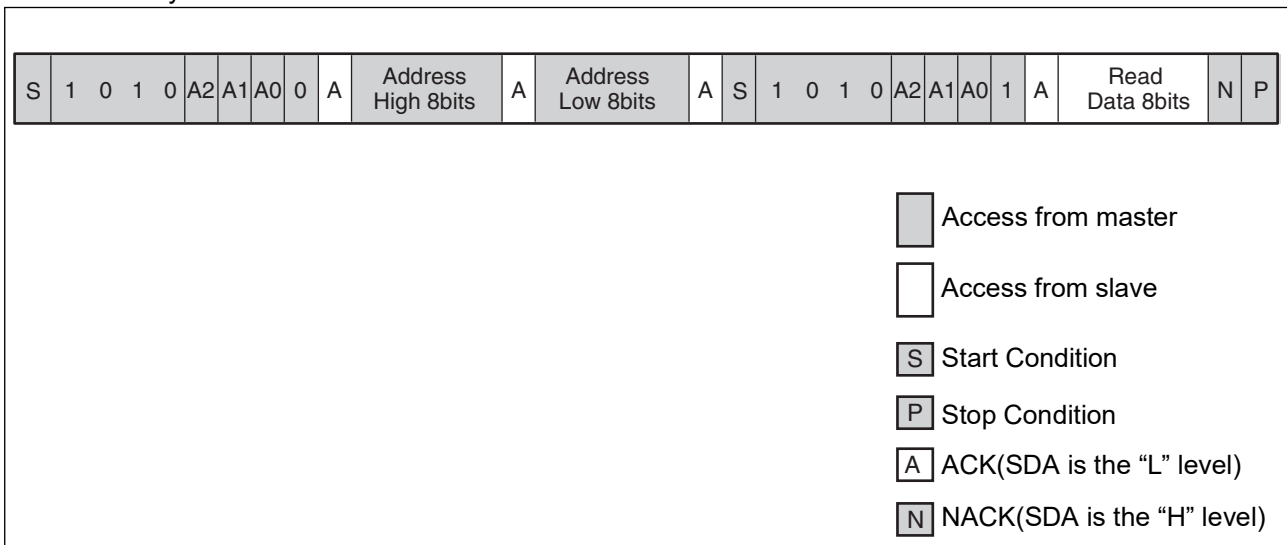 S 1 0 1 0 A2 A1 A0 0 A Address High 8bits A Address Low 8bits A S 1 0 1 0 A2 A1 A0 1 A Read Data 8bits N P
Access from master
Access from slave
S Start Condition
P Stop Condition
A ACK(SDA is the “L” level)
N NACK(SDA is the “H” level)